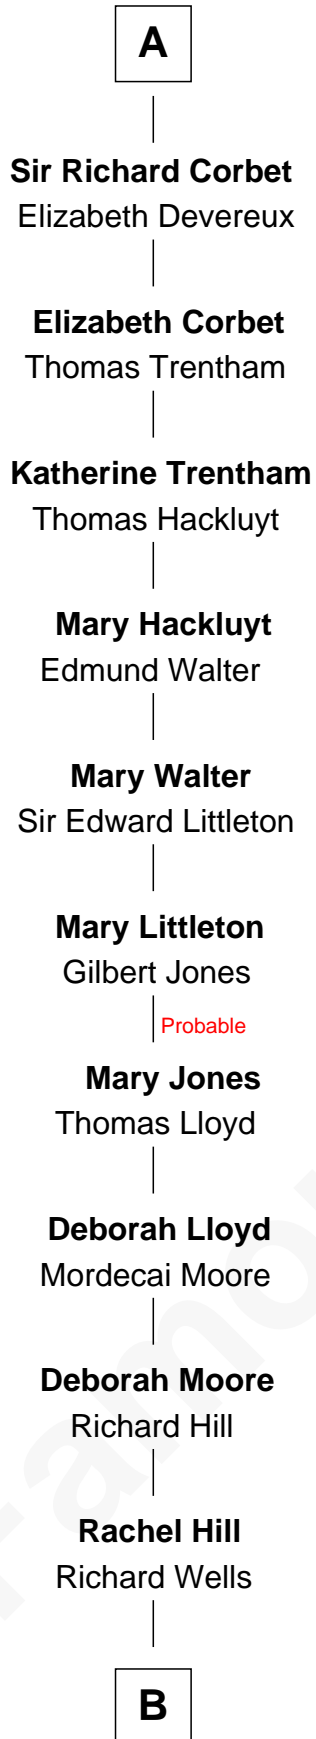 A
Sir Richard Corbet
Elizabeth Devereux
Elizabeth Corbet
Thomas Trentham
Katherine Trentham
Thomas Hackluyt
Mary Hackluyt
Edmund Walter
Mary Walter
Sir Edward Littleton
Mary Littleton
Gilbert Jones
Probable
Mary Jones
Thomas Lloyd
Deborah Lloyd
Mordecai Moore
Deborah Moore
Richard Hill
Rachel Hill
Richard Wells
B